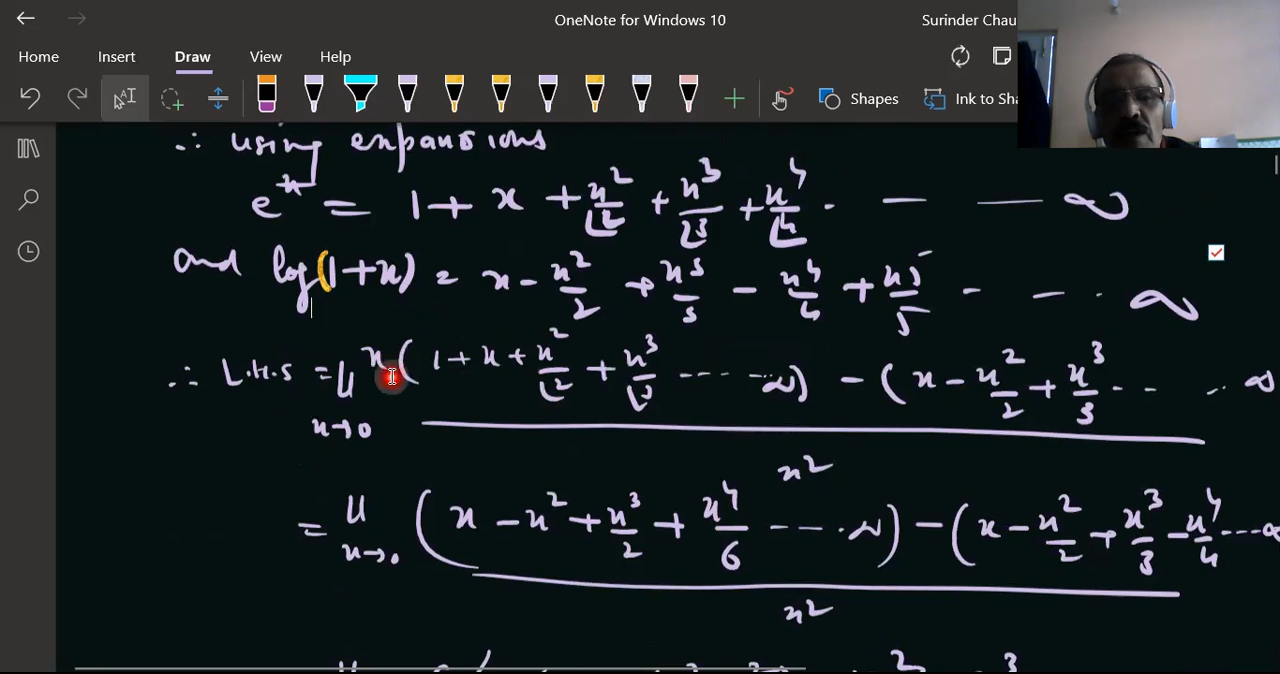 OneNote for Windows 10
Surinder Chau
Home Insert Draw View Help
Shapes Ink to Sha
∴ using expansions
e^x = 1 + x + x²/⌊2 + x³/⌊3 + x⁴/⌊4 - — — ∞
and log(1+x) = x - x²/2 + x³/3 - x⁴/4 + x⁵/5 - - - ∞
∴ L.H.S = lt x→0 x(1 + x + x²/⌊2 + x³/⌊3 ---- ∞) - (x - x²/2 + x³/3 ---- ∞ / x²
= lt x→0 (x - x² + x³/2 + x⁴/6 ---- ∞) - (x - x²/2 + x³/3 - x⁴/4 ---- ∞ / x²